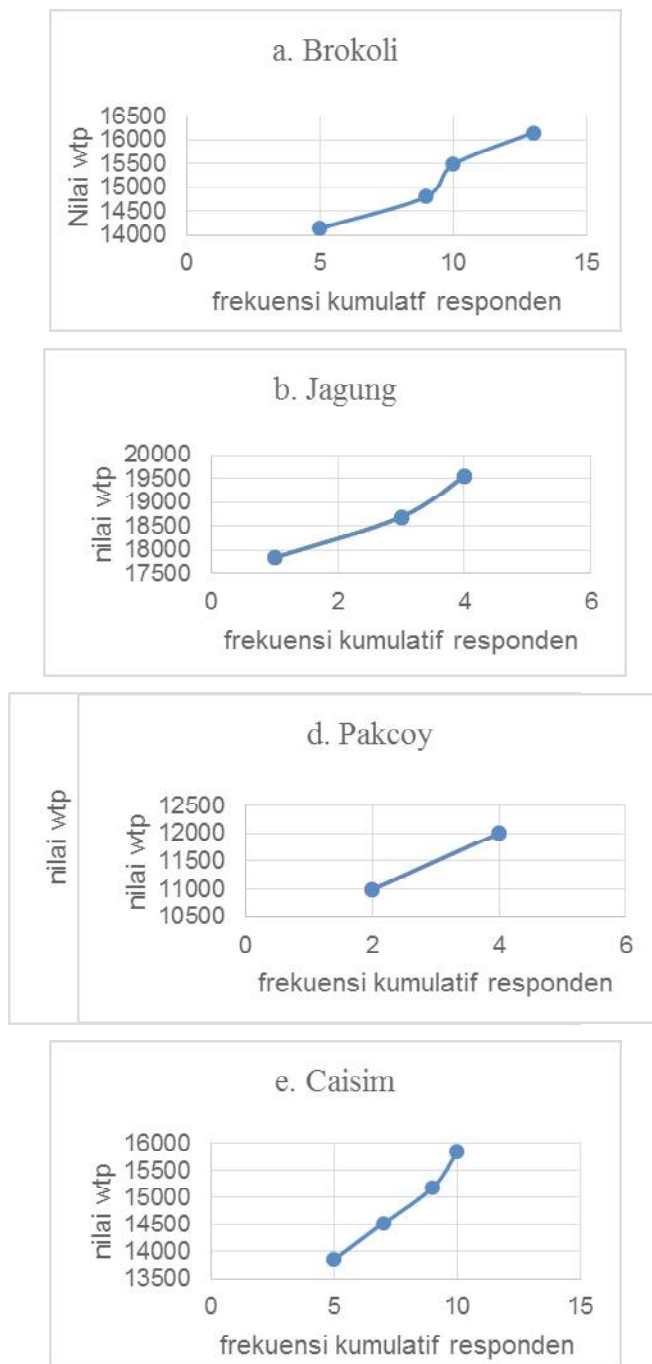 a. Brokoli
Nilai wtp
16500
16000
15500
15000
14500
14000
0 5 10 15
frekuensi kumulatf responden
b. Jagung
nilai wtp
20000
19500
19000
18500
18000
17500
0 2 4 6
frekuensi kumulatif responden
nilai wtp
d. Pakcoy
nilai wtp
12500
12000
11500
11000
10500
0 2 4 6
frekuensi kumulatif responden
e. Caisim
nilai wtp
16000
15500
15000
14500
14000
13500
0 5 10 15
frekuensi kumulatif responden